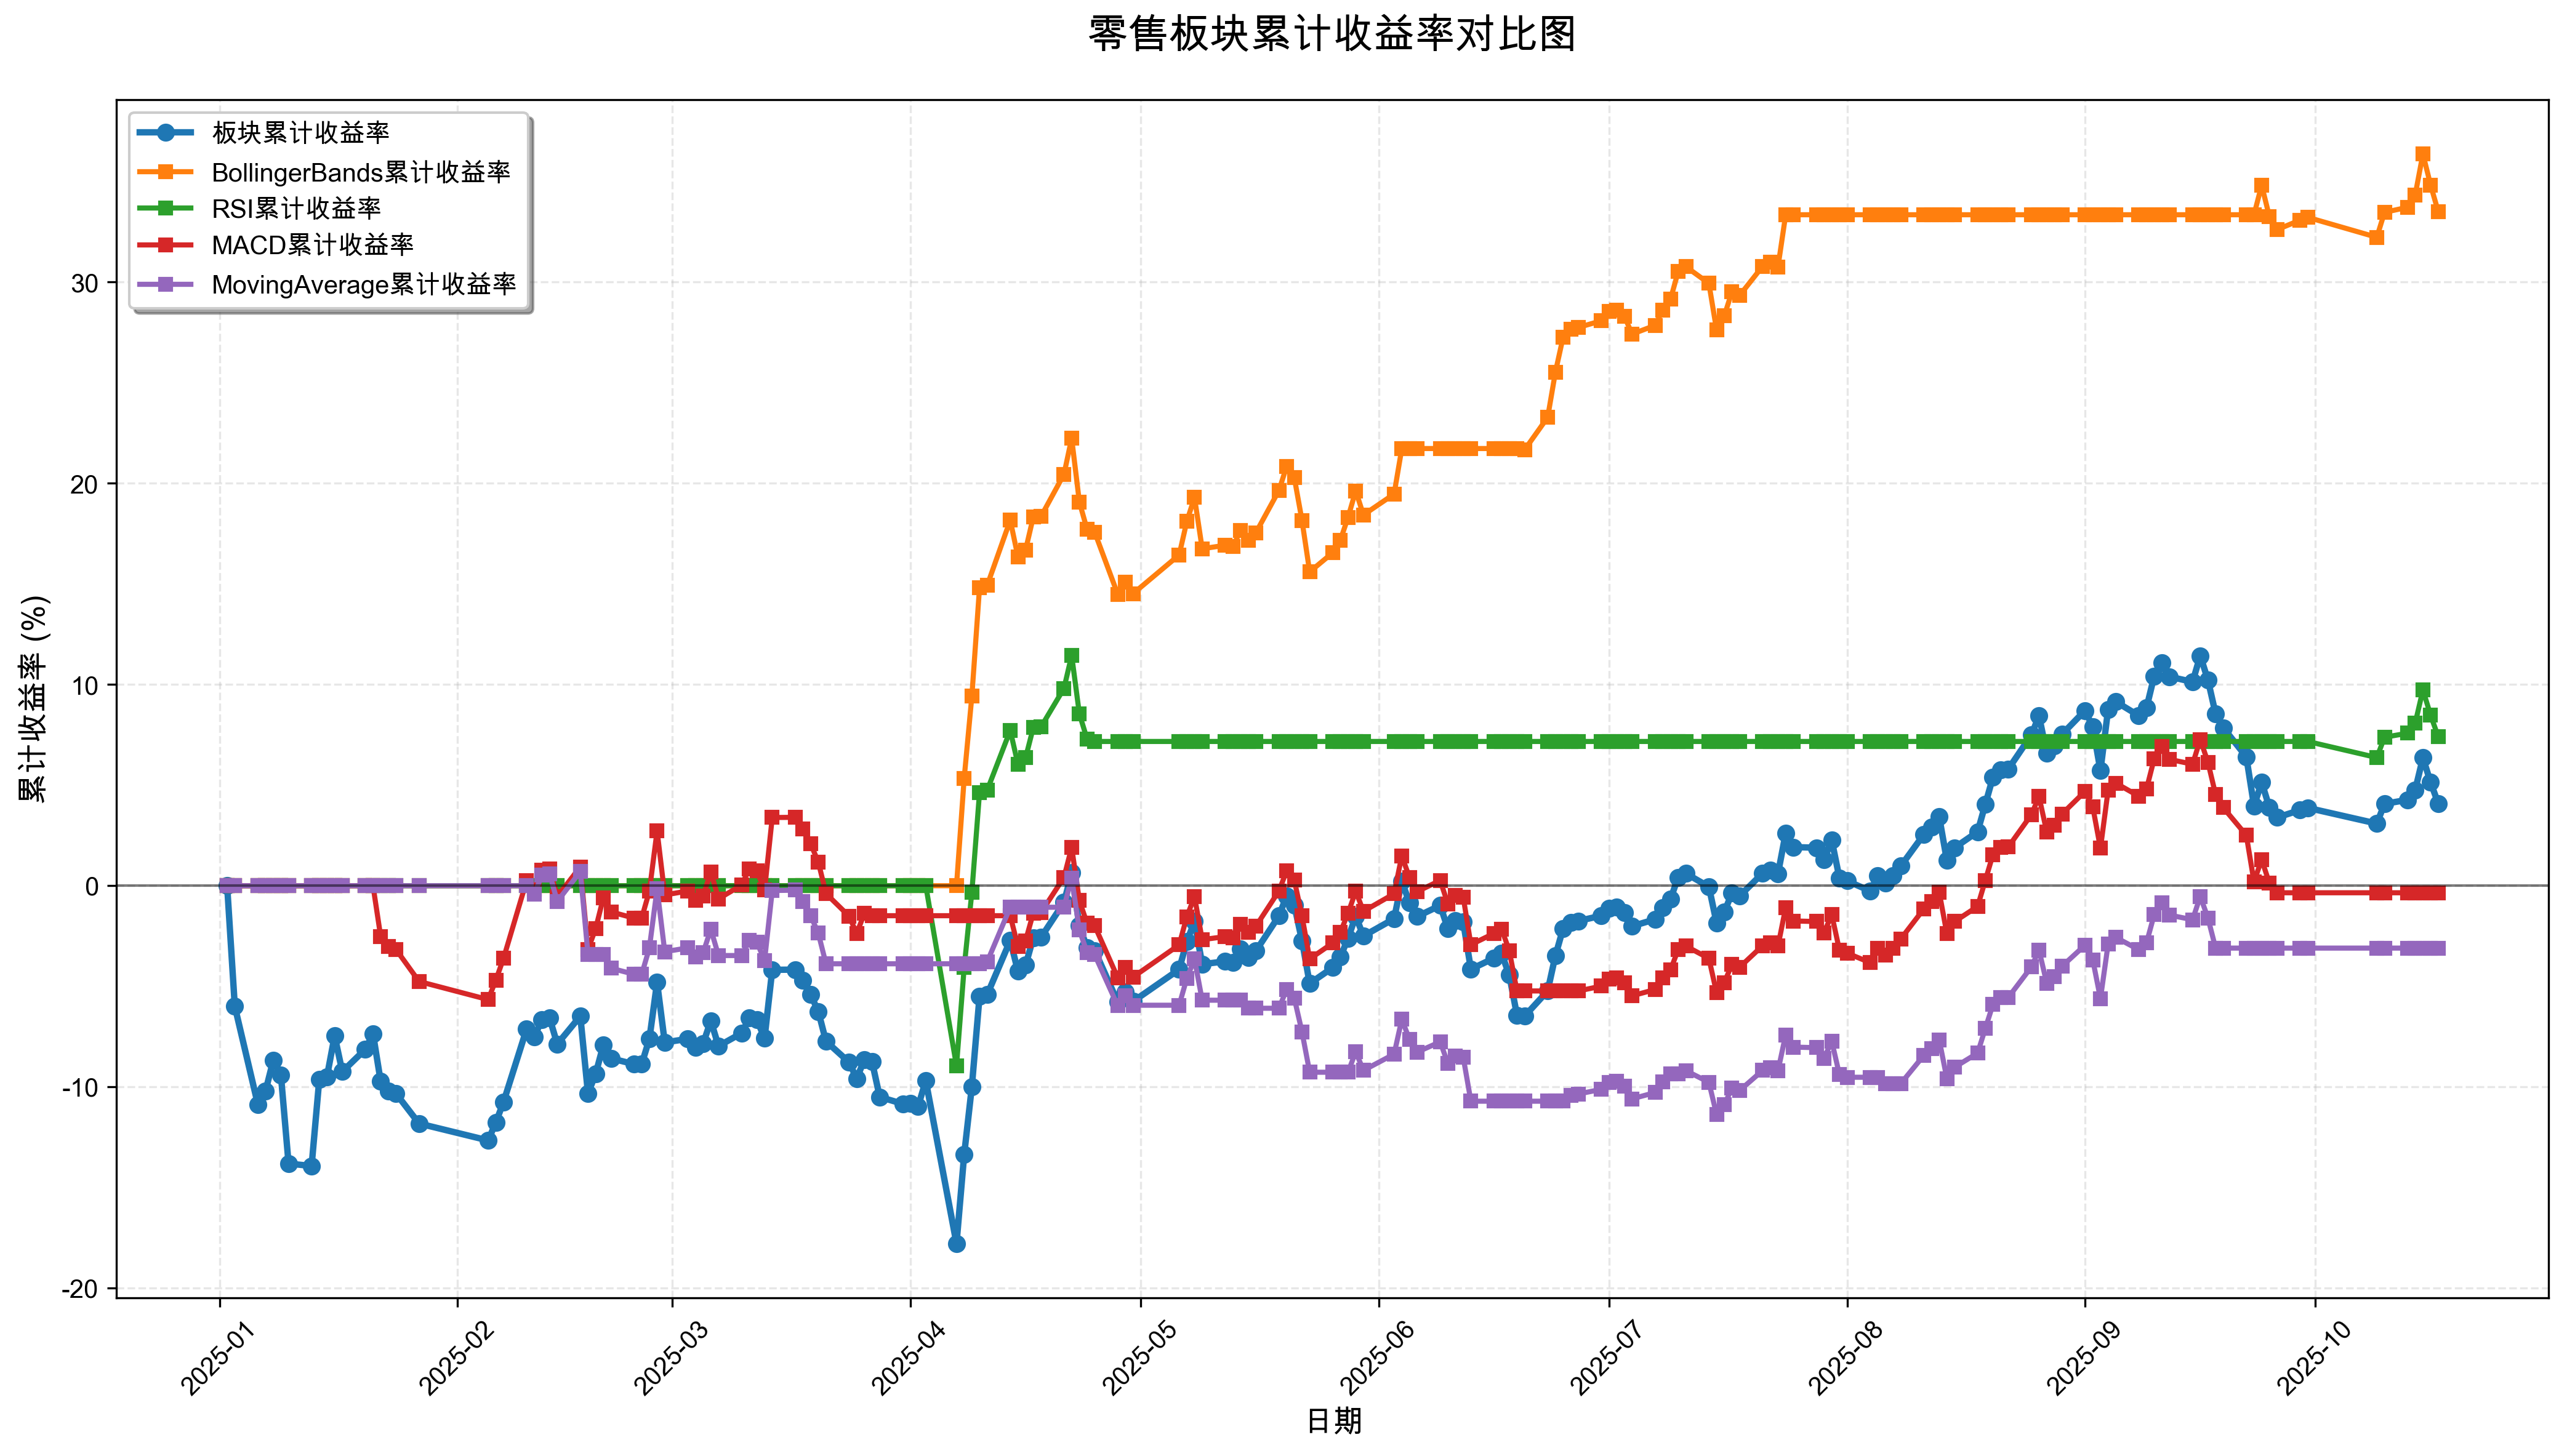 零售板块累计收益率对比图
板块累计收益率
BollingerBands累计收益率
RSI累计收益率
MACD累计收益率
MovingAverage累计收益率
累计收益率 (%)
30
20
10
0
-10
-20
2025-01
2025-02
2025-03
2025-04
2025-05
2025-06
2025-07
2025-08
2025-09
2025-10
日期